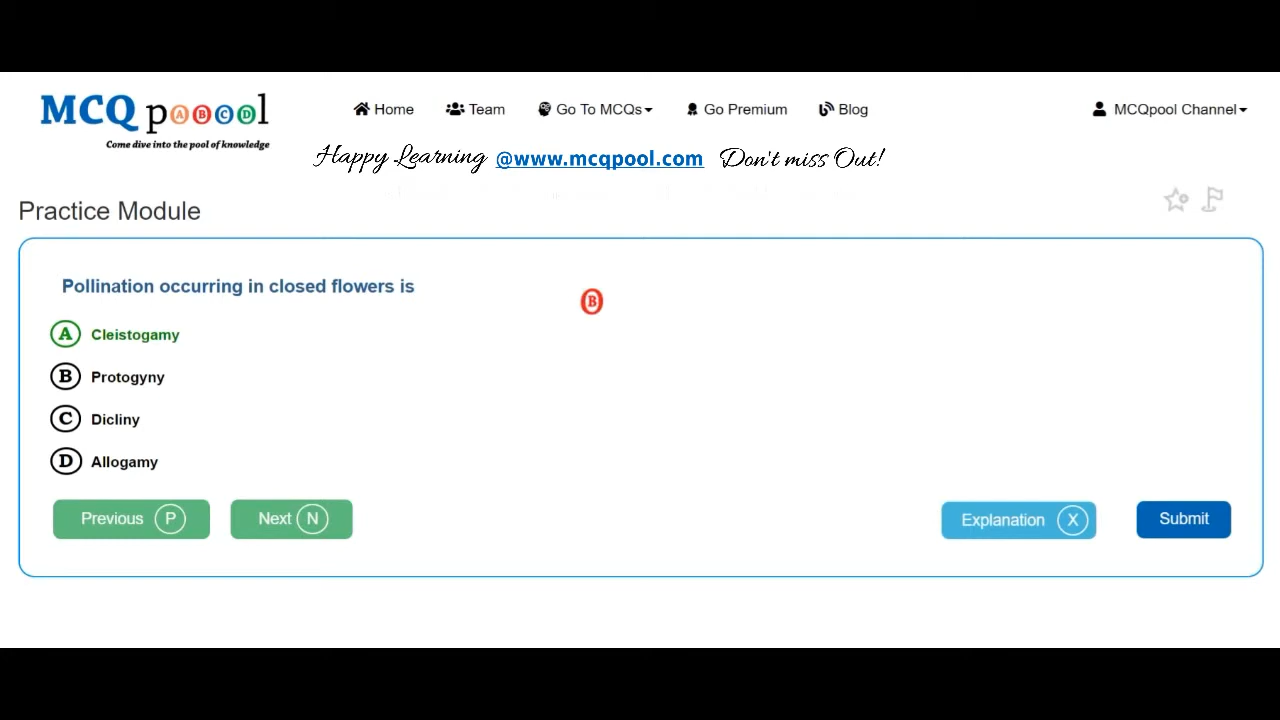 MCQ pABCDl
Come dive into the pool of knowledge
Home Team Go To MCQs Go Premium Blog MCQpool Channel
Happy Learning @www.mcqpool.com Don't miss Out!
Practice Module
Pollination occurring in closed flowers is
B
A Cleistogamy
B Protogyny
C Dicliny
D Allogamy
Previous P Next N Explanation X Submit